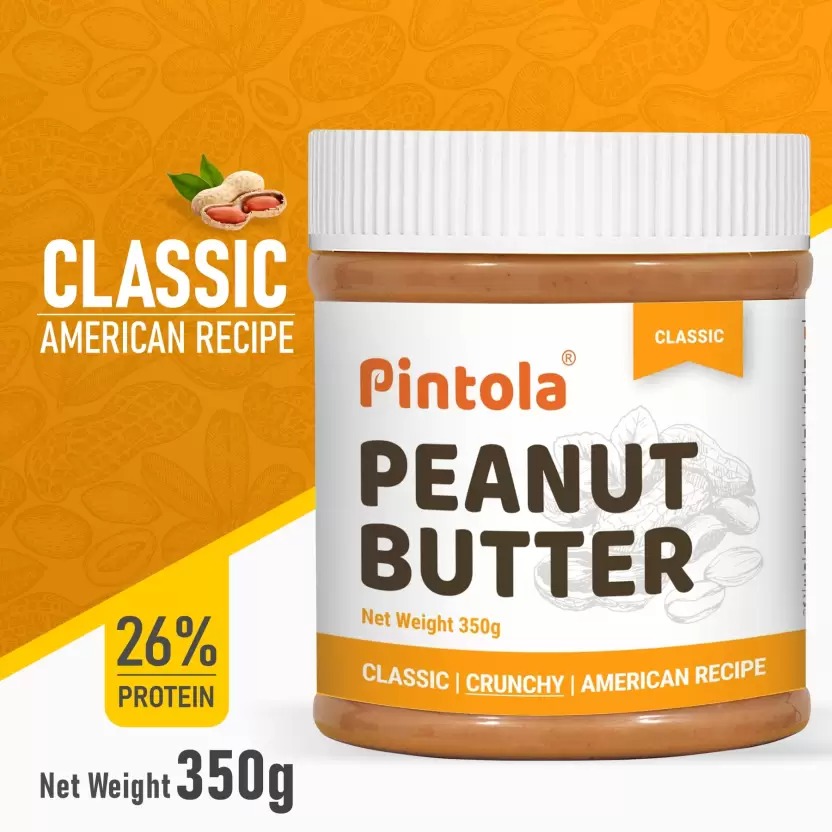 CLASSIC
AMERICAN RECIPE
26%
PROTEIN
Net Weight 350g
CLASSIC
Pintola®
PEANUT
BUTTER
Net Weight 350g
CLASSIC | CRUNCHY | AMERICAN RECIPE